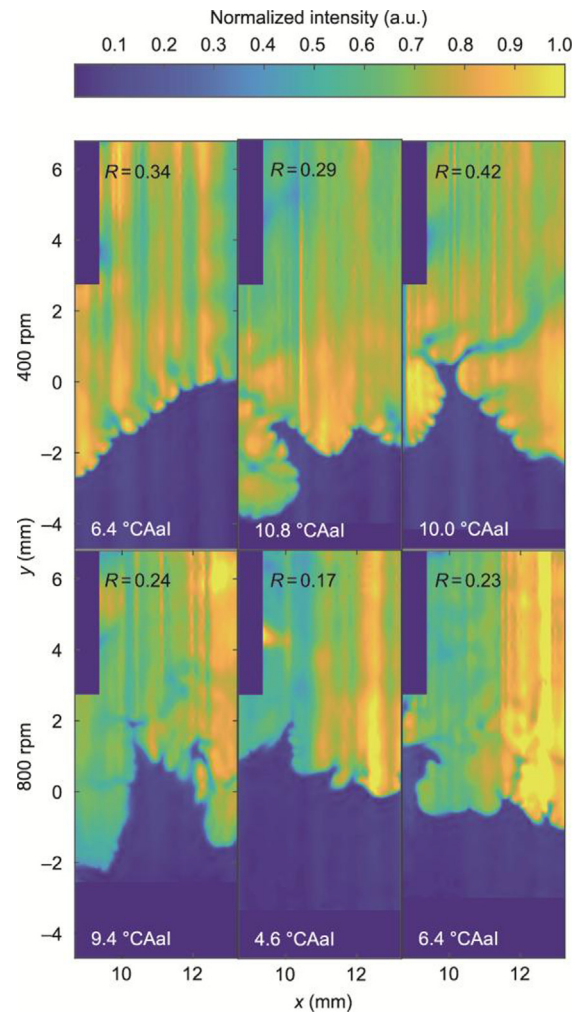 Normalized intensity (a.u.)
0.1 0.2 0.3 0.4 0.5 0.6 0.7 0.8 0.9 1.0
6
4
2
0
–2
–4
400 rpm
R = 0.34
6.4 °CAaI
R = 0.29
10.8 °CAaI
R = 0.42
10.0 °CAaI
y (mm)
6
4
2
0
–2
–4
800 rpm
R = 0.24
9.4 °CAaI
R = 0.17
4.6 °CAaI
R = 0.23
6.4 °CAaI
10 12 10 12 10 12
x (mm)